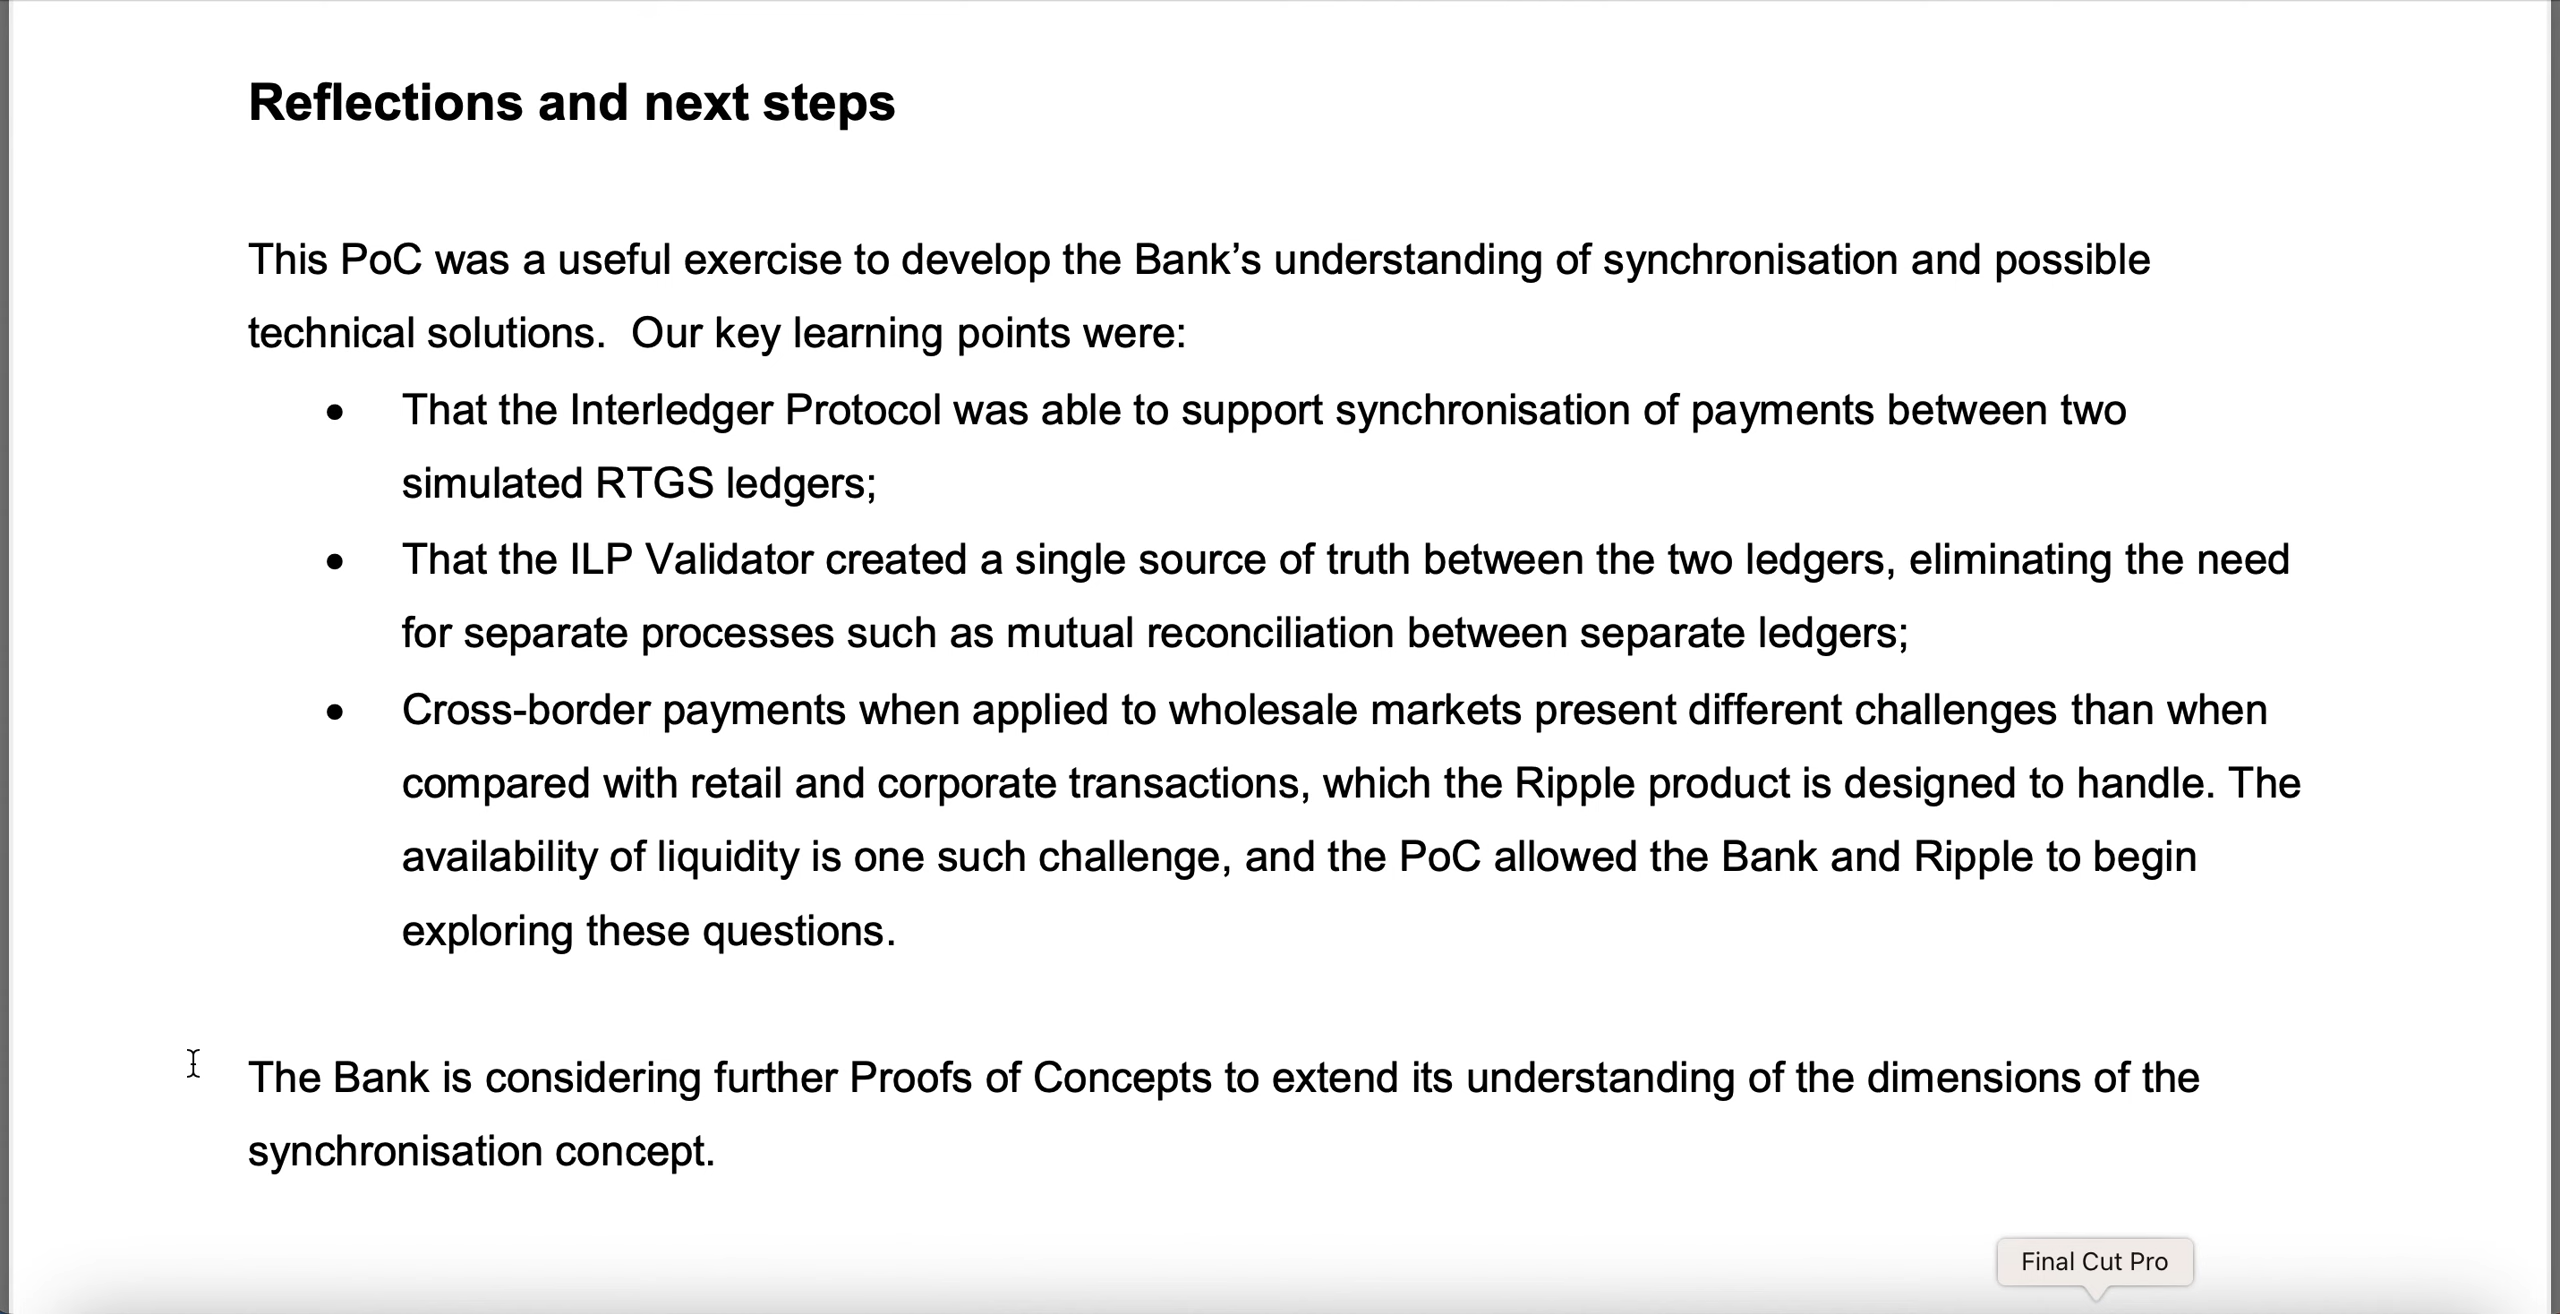 Reflections and next steps
This PoC was a useful exercise to develop the Bank’s understanding of synchronisation and possible
technical solutions.  Our key learning points were:
• That the Interledger Protocol was able to support synchronisation of payments between two
simulated RTGS ledgers;
• That the ILP Validator created a single source of truth between the two ledgers, eliminating the need
for separate processes such as mutual reconciliation between separate ledgers;
• Cross-border payments when applied to wholesale markets present different challenges than when
compared with retail and corporate transactions, which the Ripple product is designed to handle. The
availability of liquidity is one such challenge, and the PoC allowed the Bank and Ripple to begin
exploring these questions.
The Bank is considering further Proofs of Concepts to extend its understanding of the dimensions of the
synchronisation concept.
Final Cut Pro